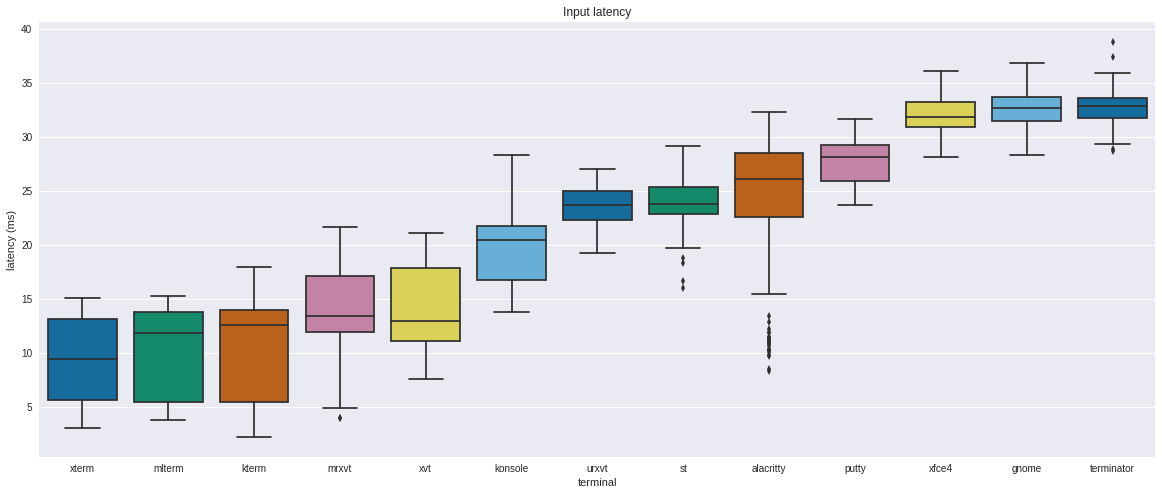 Input latency
40
35
30
25
20
15
10
5
latency (ms)
xterm mlterm kterm mrxvt xvt konsole urxvt st alacritty putty xfce4 gnome terminator
terminal